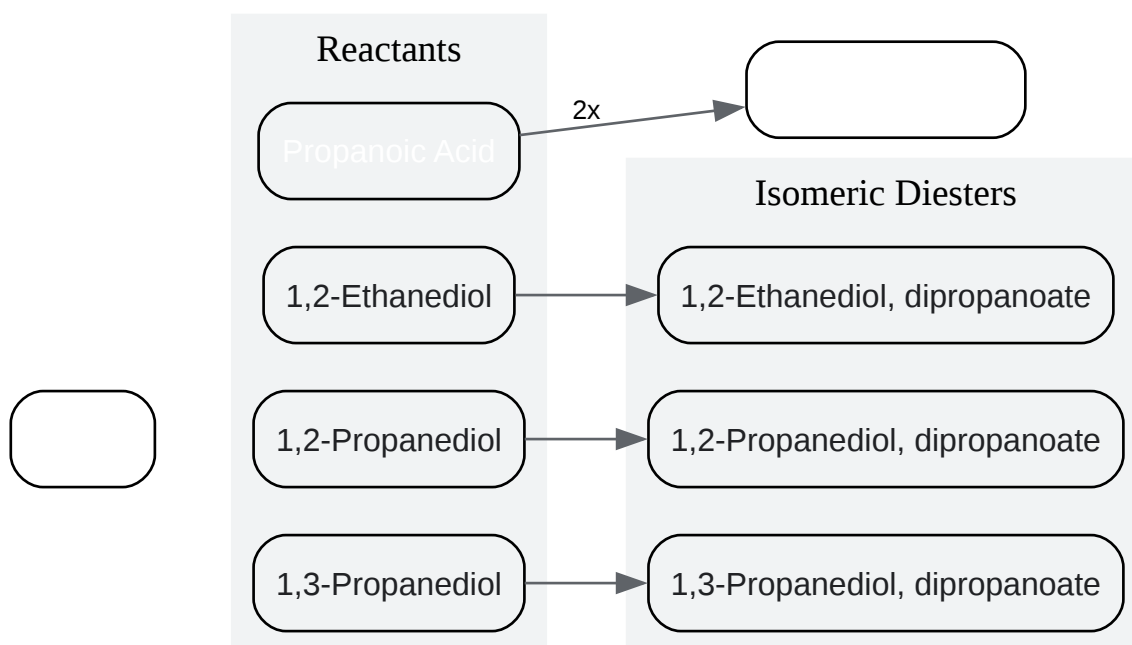 Reactants
Propanoic Acid
2x
Isomeric Diesters
1,2-Ethanediol
1,2-Ethanediol, dipropanoate
1,2-Propanediol
1,2-Propanediol, dipropanoate
1,3-Propanediol
1,3-Propanediol, dipropanoate